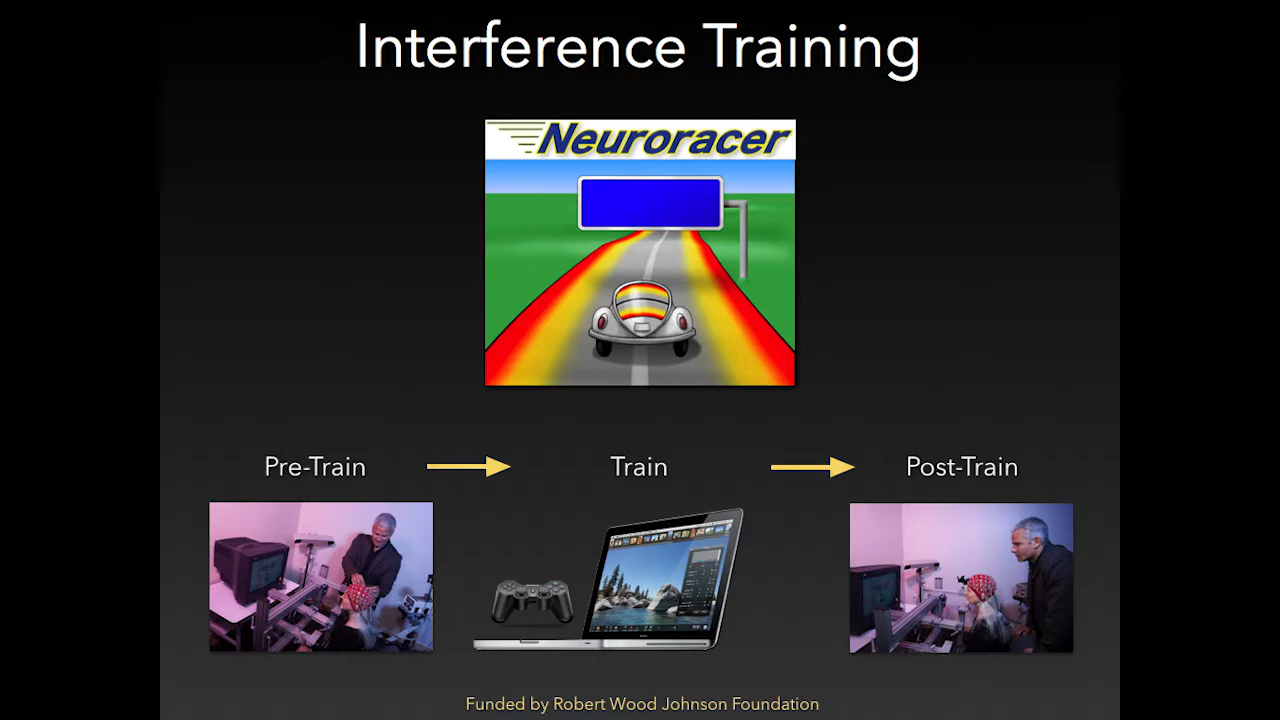 Interference Training
Neuroracer
Pre-Train
Train
Post-Train
Funded by Robert Wood Johnson Foundation